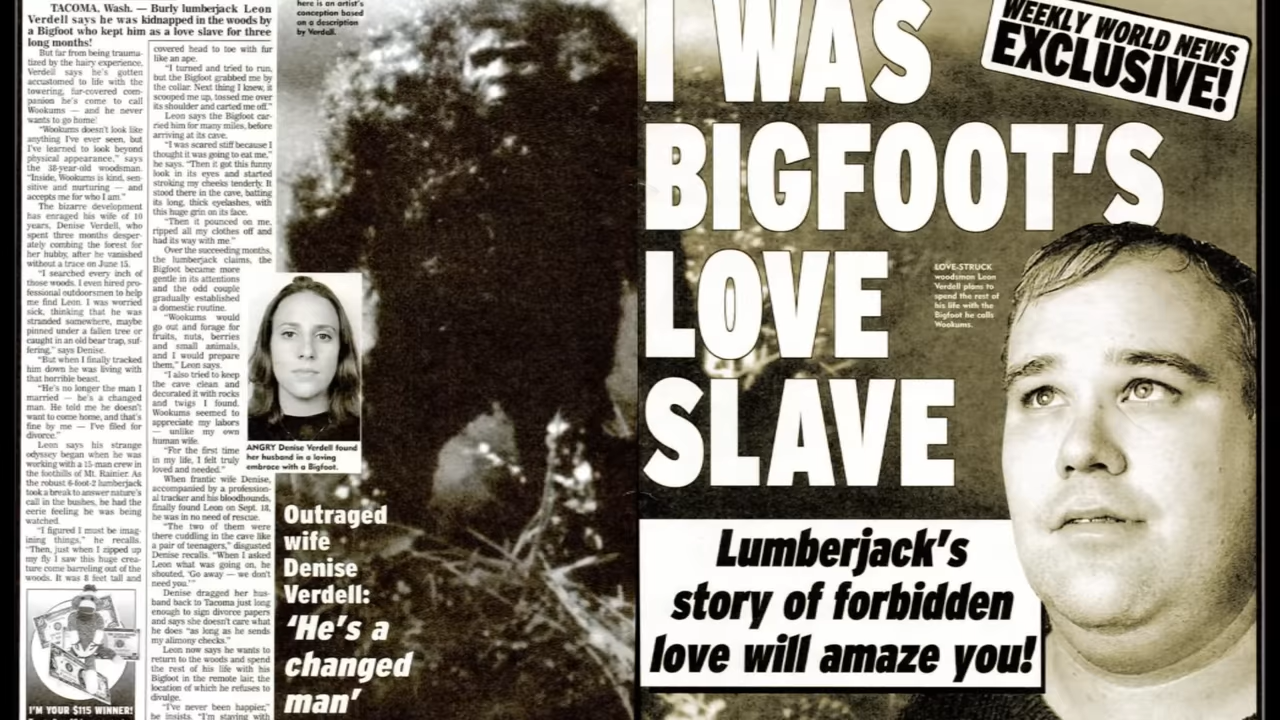 TACOMA, Wash. — Burly lumberjack Leon
Verdell says he was kidnapped in the woods by
a Bigfoot who kept him as a love slave for three
long months!
But far from being trauma-
tized by the hairy experience,
Verdell says he's gotten
accustomed to life with the
towering, fur-covered com-
panion he's come to call
Wookums — and he never
wants to go home!
"Wookums doesn't look like
anything I've ever seen, but
I've learned to look beyond
physical appearance," says
the 38-year-old woodsman.
"Inside, Wookums is kind, sen-
sitive and nurturing — and
accepts me for who I am."
The bizarre development
has enraged his wife of 10
years, Denise Verdell, who
spent three months desper-
ately combing the forest for
her hubby, after he vanished
without a trace on June 15.
"I searched every inch of
those woods. I even hired pro-
fessional outdoorsmen to help
me find Leon. I was worried
sick, thinking that he was
stranded somewhere, maybe
pinned under a fallen tree or
caught in an old bear trap, suf-
fering," says Denise.
"But when I finally tracked
him down he was living with
that horrible beast.
"He's no longer the man I
married — he's a changed
man. He told me he doesn't
want to come home, and that's
fine by me — I've filed for
divorce."
Leon says his strange
odyssey began when he was
working with a 15-man crew in
the foothills of Mt. Rainier. As
the robust 6-foot-2 lumberjack
took a break to answer nature's
call in the bushes, he had the
eerie feeling he was being
watched.
"I figured I must be imag-
ining things," he recalls.
"Then, just when I zipped up
my fly I saw this huge crea-
ture come barreling out of the
woods. It was 8 feet tall and
I'M YOUR $115 WINNER!
covered head to toe with fur
like an ape.
"I turned and tried to run,
but the Bigfoot grabbed me by
the collar. Next thing I knew, it
scooped me up, tossed me over
its shoulder and carted me off."
Leon says the Bigfoot car-
ried him for many miles, before
arriving at its cave.
"I was scared stiff because I
thought it was going to eat me,"
he says. "Then it got this funny
look in its eyes and started
stroking my cheeks tenderly. It
stood there in the cave, batting
its long, thick eyelashes, with
this huge grin on its face.
"Then it pounced on me,
ripped all my clothes off and
had its way with me."
Over the succeeding months,
the lumberjack claims, the
Bigfoot became more
gentle in its attentions
and the odd couple
gradually established
a domestic routine.
"Wookums would
go out and forage for
fruits, nuts, berries
and small animals,
and I would prepare
them," Leon says.
"I also tried to keep
the cave clean and
decorated it with rocks
and twigs I found.
Wookums seemed to
appreciate my labors
— unlike my own
human wife.
"For the first time
in my life, I felt truly
loved and needed."
When frantic wife Denise,
accompanied by a profession-
al tracker and his bloodhounds,
finally found Leon on Sept. 18,
he was in no need of rescue.
"The two of them were
there cuddling in the cave like
a pair of teenagers," disgusted
Denise recalls. "When I asked
Leon what was going on, he
shouted, 'Go away — we don't
need you.'"
Denise dragged her hus-
band back to Tacoma just long
enough to sign divorce papers
and says she doesn't care what
he does "as long as he sends
my alimony checks."
Leon now says he wants to
return to the woods and spend
the rest of his life with his
Bigfoot in the remote lair, the
location of which he refuses to
divulge.
"I've never been happier,"
he insists. "I'm staying with
here is an artist's
conception based
on a description
by Verdell.
ANGRY Denise Verdell found
her husband in a loving
embrace with a Bigfoot.
Outraged
wife
Denise
Verdell:
'He's a
changed
man'
I WAS
BIGFOOT'S
LOVE
SLAVE
WEEKLY WORLD NEWS
EXCLUSIVE!
LOVE-STRUCK
woodsman Leon
Verdell plans to
spend the rest of
his life with the
Bigfoot he calls
Wookums.
Lumberjack's
story of forbidden
love will amaze you!